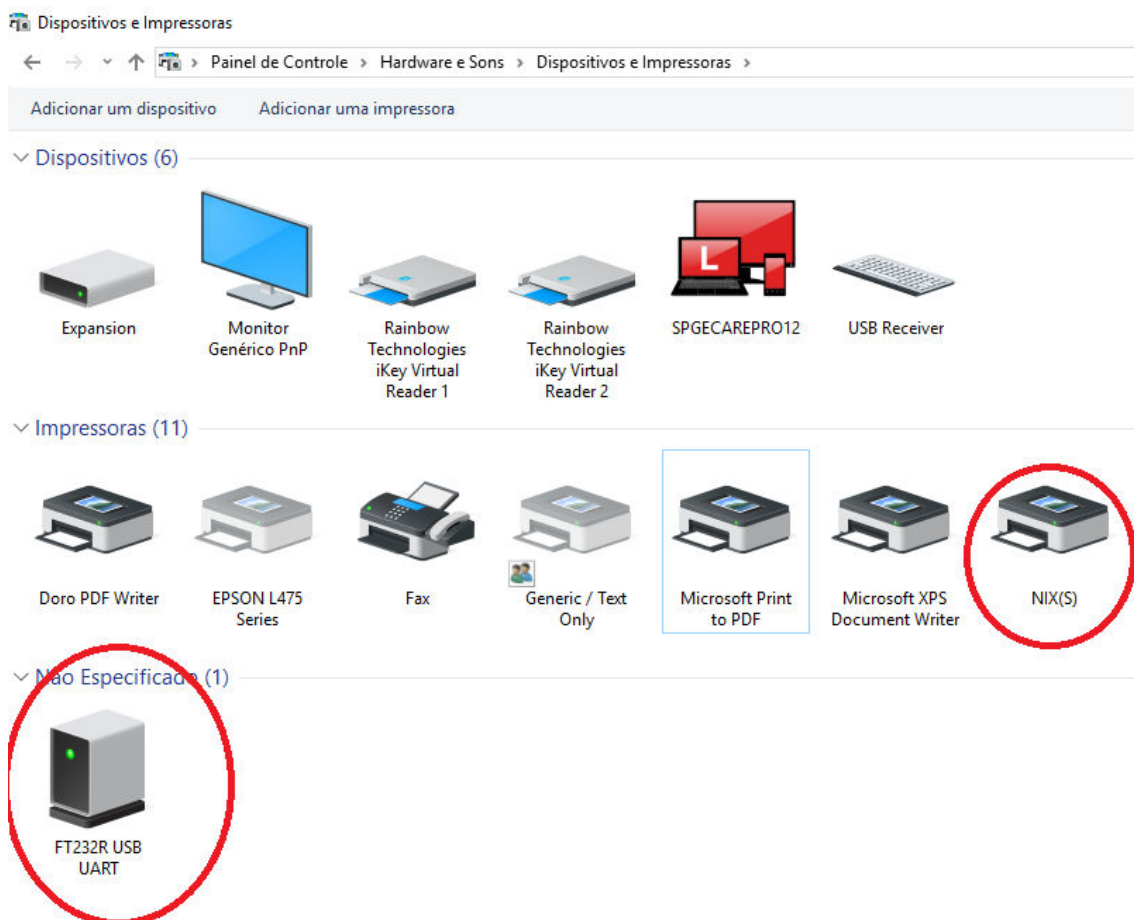 Dispositivos e Impressoras
Painel de Controle > Hardware e Sons > Dispositivos e Impressoras >
Adicionar um dispositivo Adicionar uma impressora
Dispositivos (6)
Expansion
Monitor
Genérico PnP
Rainbow
Technologies
iKey Virtual
Reader 1
Rainbow
Technologies
iKey Virtual
Reader 2
L
SPGECAREPRO12
USB Receiver
Impressoras (11)
Doro PDF Writer
EPSON L475
Series
Fax
Generic / Text
Only
Microsoft Print
to PDF
Microsoft XPS
Document Writer
NIX(S)
Não Especificado (1)
FT232R USB
UART